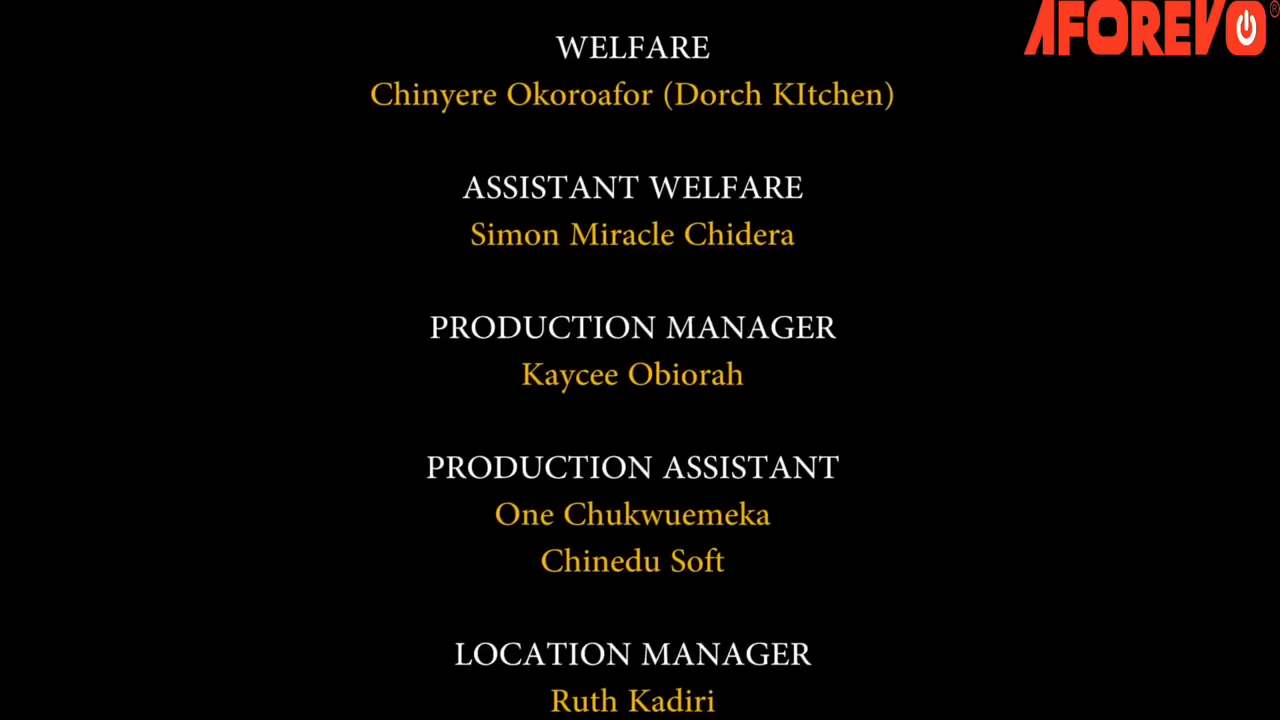 AFOREVO®
WELFARE
Chinyere Okoroafor (Dorch KItchen)
ASSISTANT WELFARE
Simon Miracle Chidera
PRODUCTION MANAGER
Kaycee Obiorah
PRODUCTION ASSISTANT
One Chukwuemeka
Chinedu Soft
LOCATION MANAGER
Ruth Kadiri